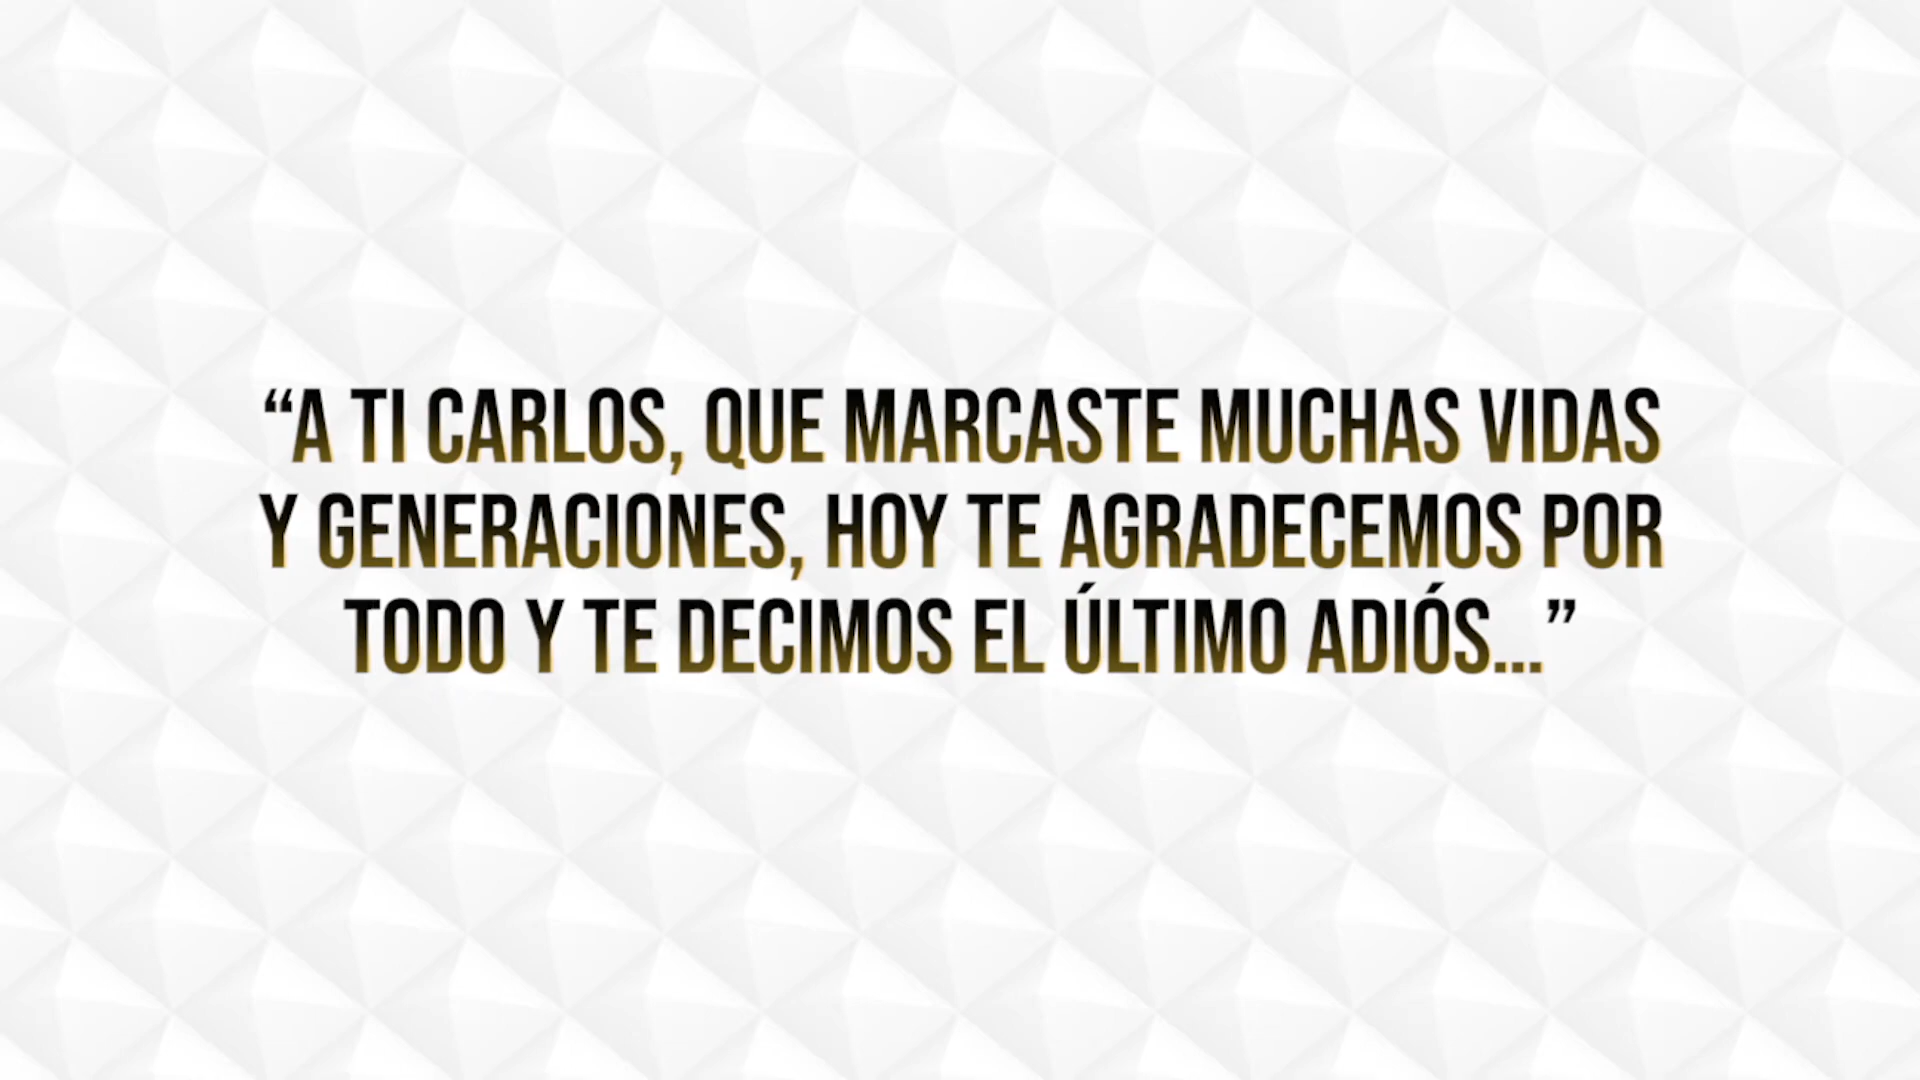 “A TI CARLOS, QUE MARCASTE MUCHAS VIDAS
Y GENERACIONES, HOY TE AGRADECEMOS POR
TODO Y TE DECIMOS EL ÚLTIMO ADIÓS...”